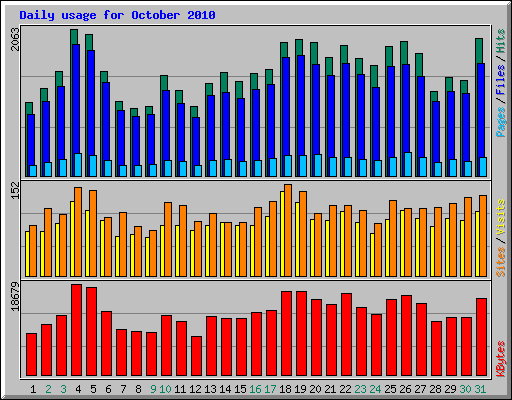 Daily usage for October 2010
2063
Pages / Files / Hits
152
Sites / Visits
18679
KBytes
1 2 3 4 5 6 7 8 9 10 11 12 13 14 15 16 17 18 19 20 21 22 23 24 25 26 27 28 29 30 31